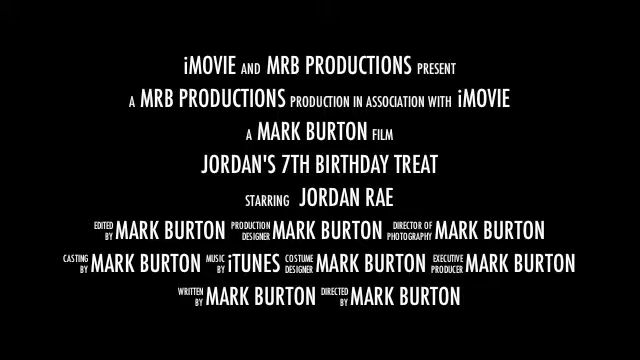 iMOVIE AND MRB PRODUCTIONS PRESENT
A MRB PRODUCTIONS PRODUCTION IN ASSOCIATION WITH iMOVIE
A MARK BURTON FILM
JORDAN'S 7TH BIRTHDAY TREAT
STARRING JORDAN RAE
EDITED BY MARK BURTON PRODUCTION DESIGNER MARK BURTON DIRECTOR OF PHOTOGRAPHY MARK BURTON
CASTING BY MARK BURTON MUSIC BY iTUNES COSTUME DESIGNER MARK BURTON EXECUTIVE PRODUCER MARK BURTON
WRITTEN BY MARK BURTON DIRECTED BY MARK BURTON